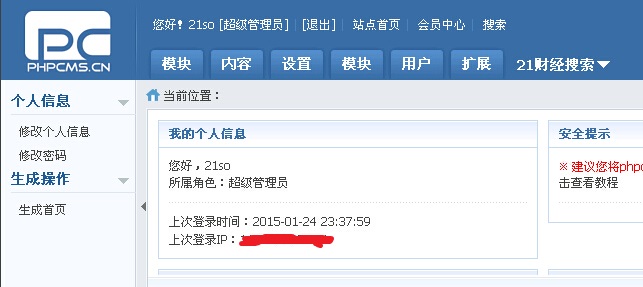 PC
PHPCMS.CN
您好！21so [超级管理员] | [退出] | 站点首页 | 会员中心 | 搜索
模块 内容 设置 模块 用户 扩展 21财经搜索
个人信息
修改个人信息
修改密码
生成操作
生成首页
当前位置：
我的个人信息
您好，21so
所属角色：超级管理员
上次登录时间：2015-01-24 23:37:59
上次登录IP：
安全提示
※ 建议您将phpc
击查看教程